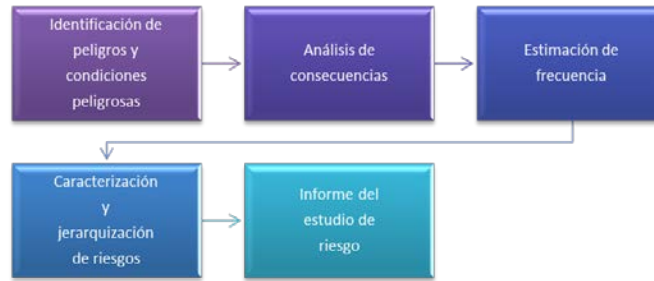 Identificación de
peligros y
condiciones
peligrosas
Análisis de
consecuencias
Estimación de
frecuencia
Caracterización
y
jerarquización
de riesgos
Informe del
estudio de
riesgo